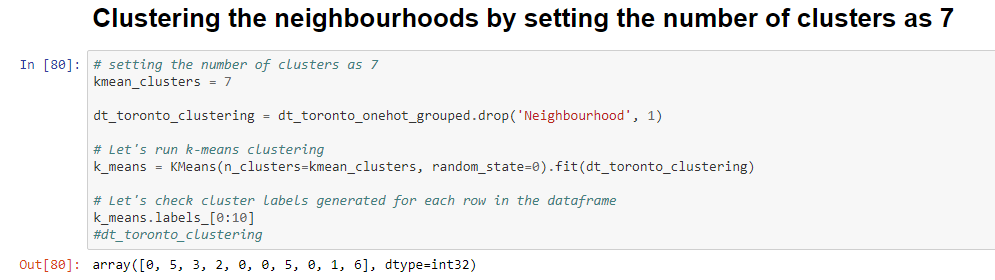 Clustering the neighbourhoods by setting the number of clusters as 7
In [80]: # setting the number of clusters as 7
kmean_clusters = 7
dt_toronto_clustering = dt_toronto_onehot_grouped.drop('Neighbourhood', 1)
# Let's run k-means clustering
k_means = KMeans(n_clusters=kmean_clusters, random_state=0).fit(dt_toronto_clustering)
# Let's check cluster labels generated for each row in the dataframe
k_means.labels_[0:10]
#dt_toronto_clustering
Out[80]: array([0, 5, 3, 2, 0, 0, 5, 0, 1, 6], dtype=int32)